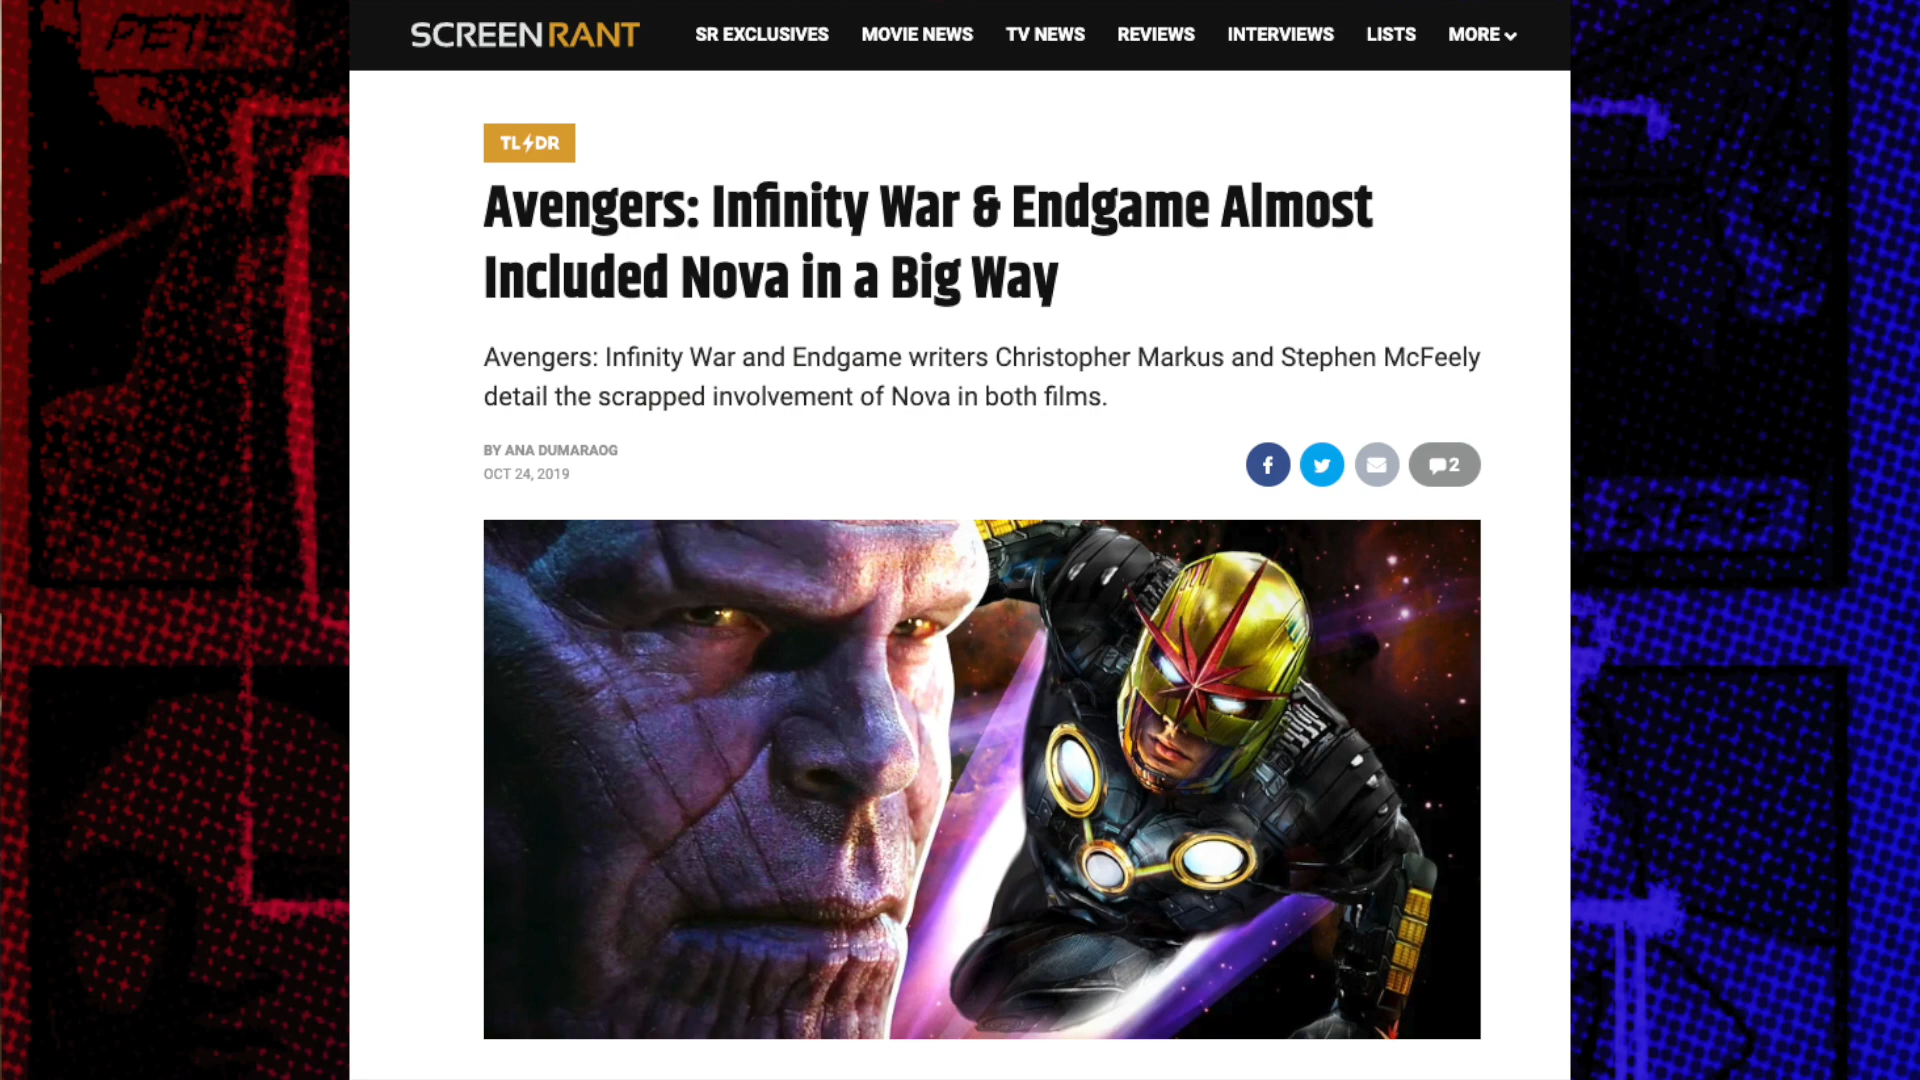 SCREENRANT
SR EXCLUSIVES MOVIE NEWS TV NEWS REVIEWS INTERVIEWS LISTS MORE
TL DR
Avengers: Infinity War & Endgame Almost
Included Nova in a Big Way
Avengers: Infinity War and Endgame writers Christopher Markus and Stephen McFeely
detail the scrapped involvement of Nova in both films.
BY ANA DUMARAOG
OCT 24, 2019
f 2